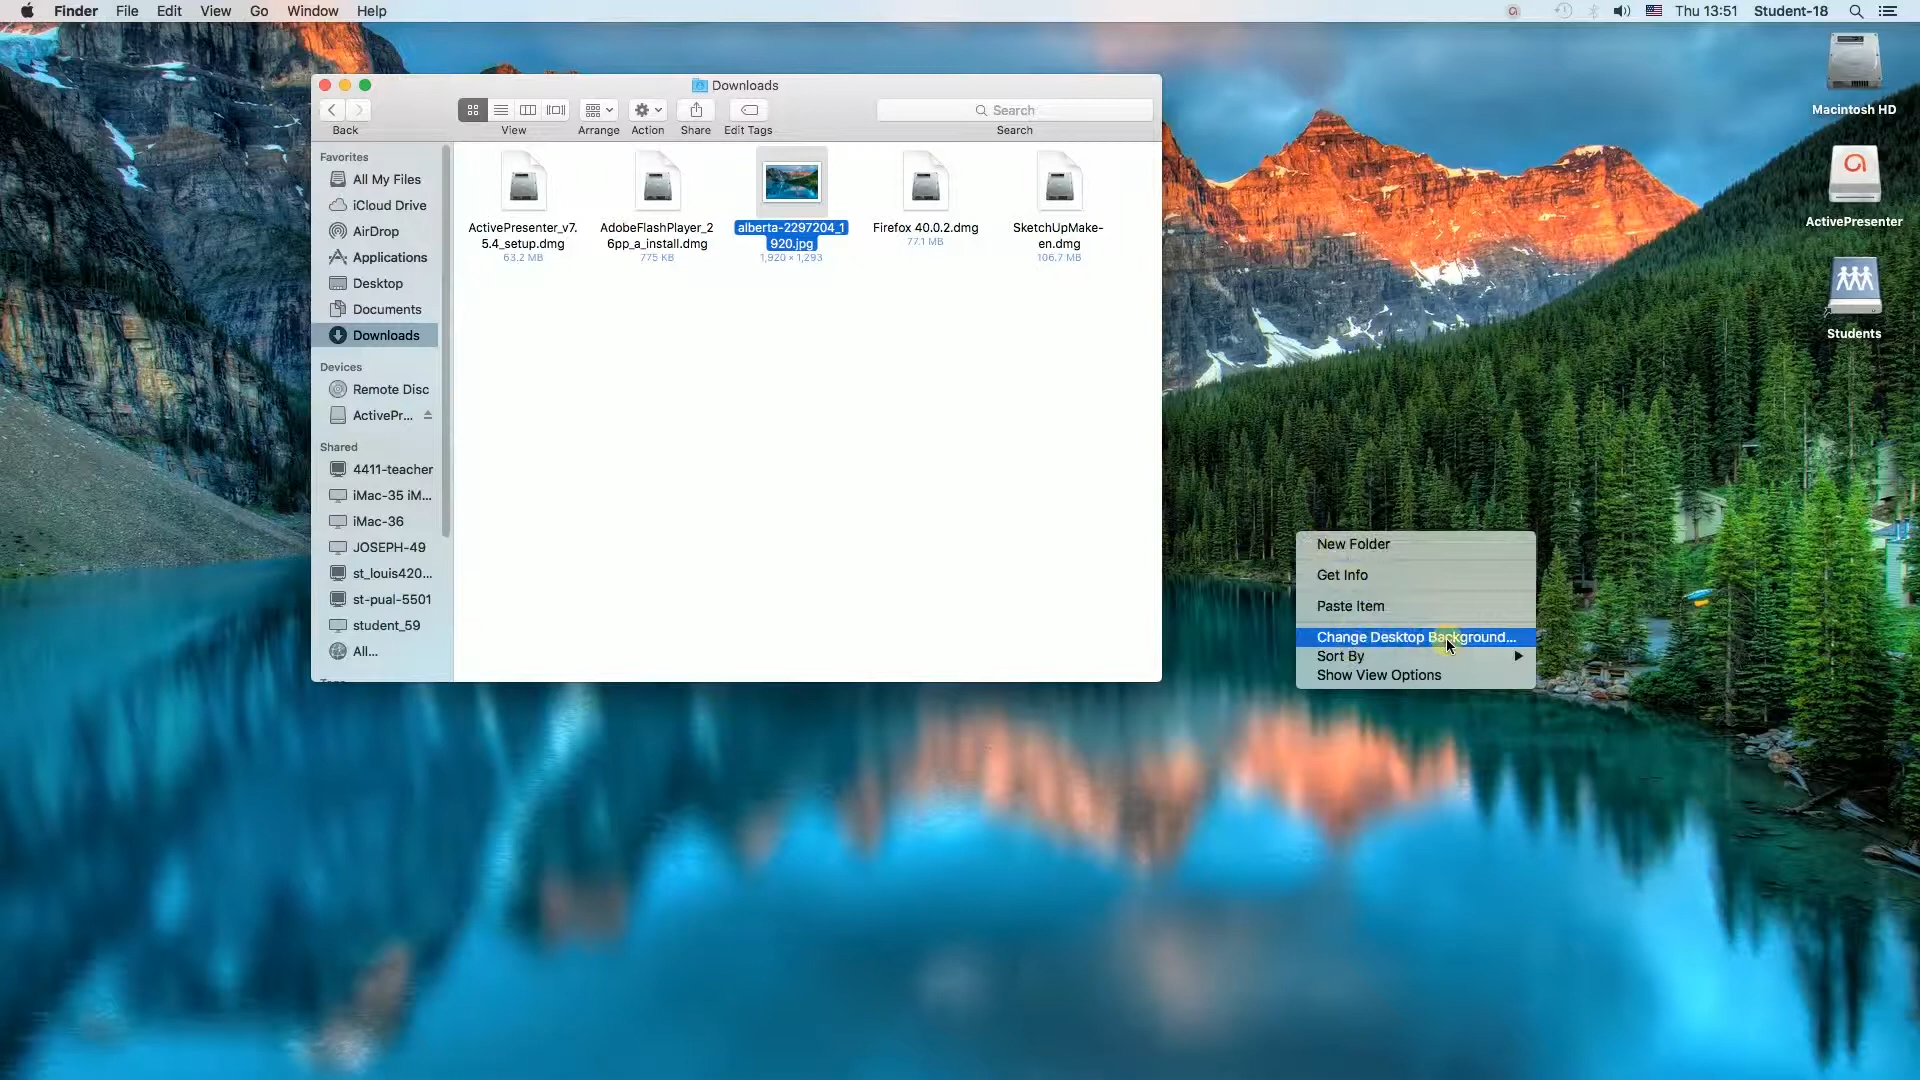 Finder File Edit View Go Window Help
Thu 13:51 Student-18
Downloads
Search
Back View Arrange Action Share Edit Tags Search
Favorites
All My Files
iCloud Drive
AirDrop
Applications
Desktop
Documents
Downloads
Devices
Remote Disc
ActivePr...
Shared
4411-teacher
iMac-35 iM...
iMac-36
JOSEPH-49
st_louis420...
st-pual-5501
student_59
All...
ActivePresenter_v7.
5.4_setup.dmg
63.2 MB
AdobeFlashPlayer_2
6pp_a_install.dmg
775 KB
alberta-2297204_1
920.jpg
1,920 × 1,293
Firefox 40.0.2.dmg
77.1 MB
SketchUpMake-
en.dmg
106.7 MB
Macintosh HD
ActivePresenter
Students
New Folder
Get Info
Paste Item
Change Desktop Background...
Sort By
Show View Options